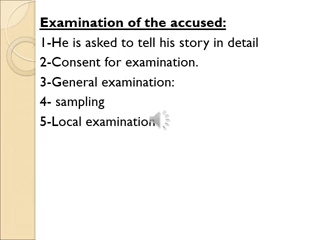 Examination of the accused:
1-He is asked to tell his story in detail
2-Consent for examination.
3-General examination:
4- sampling
5-Local examination